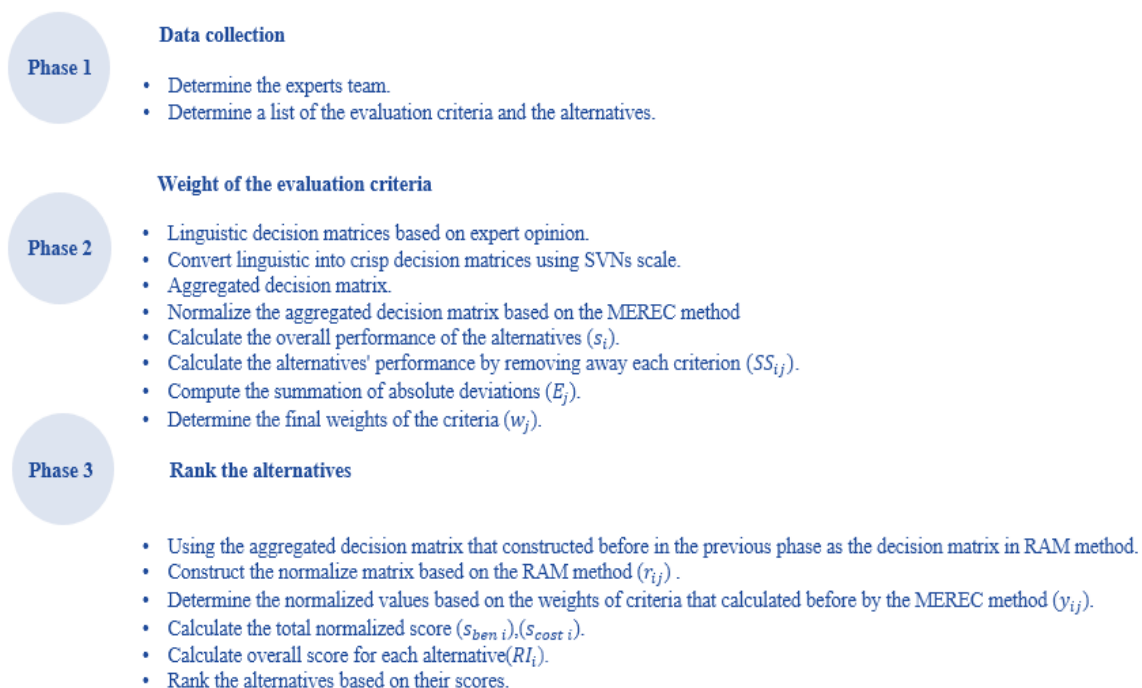 Phase 1
Data collection
• Determine the experts team.
• Determine a list of the evaluation criteria and the alternatives.
Phase 2
Weight of the evaluation criteria
• Linguistic decision matrices based on expert opinion.
• Convert linguistic into crisp decision matrices using SVNs scale.
• Aggregated decision matrix.
• Normalize the aggregated decision matrix based on the MEREC method
• Calculate the overall performance of the alternatives (s_i).
• Calculate the alternatives' performance by removing away each criterion (SS_ij).
• Compute the summation of absolute deviations (E_j).
• Determine the final weights of the criteria (w_j).
Phase 3
Rank the alternatives
• Using the aggregated decision matrix that constructed before in the previous phase as the decision matrix in RAM method.
• Construct the normalize matrix based on the RAM method (r_ij) .
• Determine the normalized values based on the weights of criteria that calculated before by the MEREC method (y_ij).
• Calculate the total normalized score (s_ben i),(s_cost i).
• Calculate overall score for each alternative(RI_i).
• Rank the alternatives based on their scores.